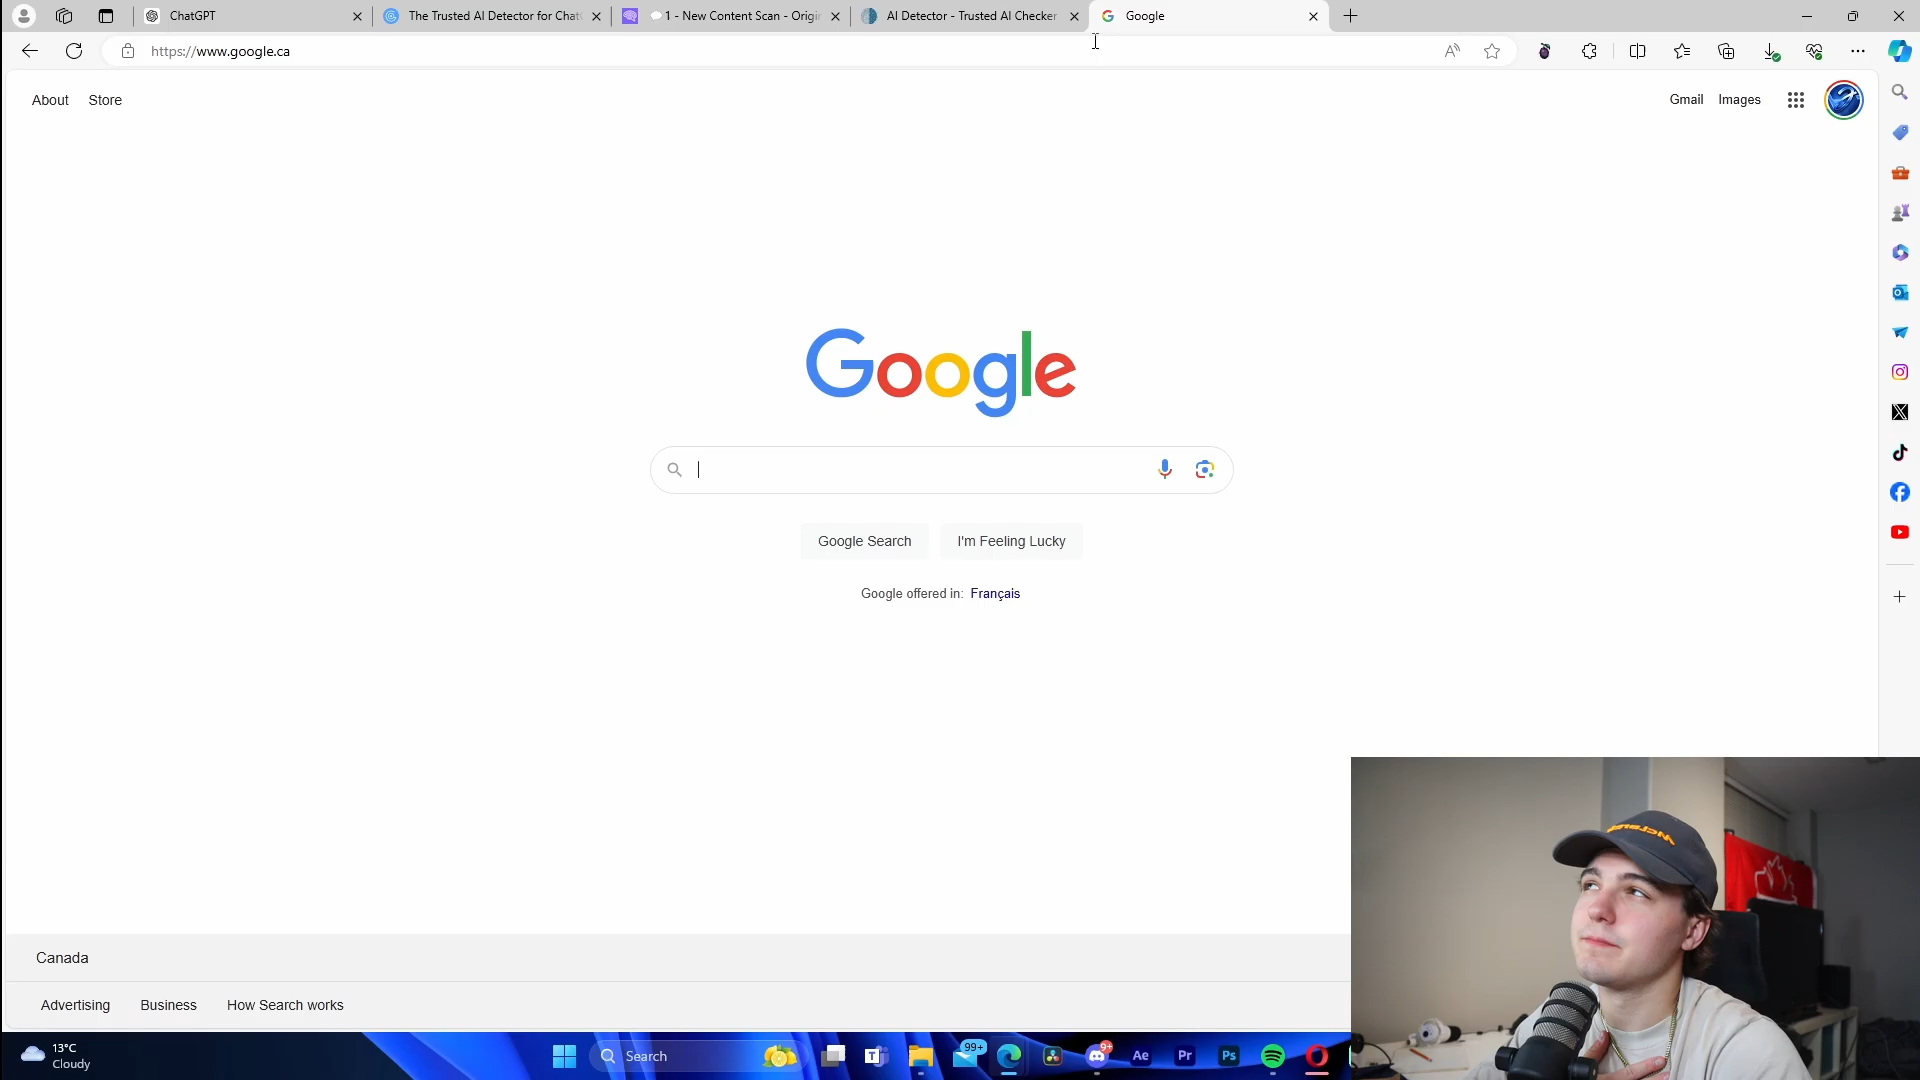 ChatGPT
The Trusted AI Detector for Chat
1 - New Content Scan - Origin
AI Detector - Trusted AI Checker
Google
https://www.google.ca
About
Store
Gmail
Images
Google
Google Search
I'm Feeling Lucky
Google offered in: Français
Canada
Advertising
Business
How Search works
13°C
Cloudy
Search
T
99+
9+
Ae
Pr
Ps